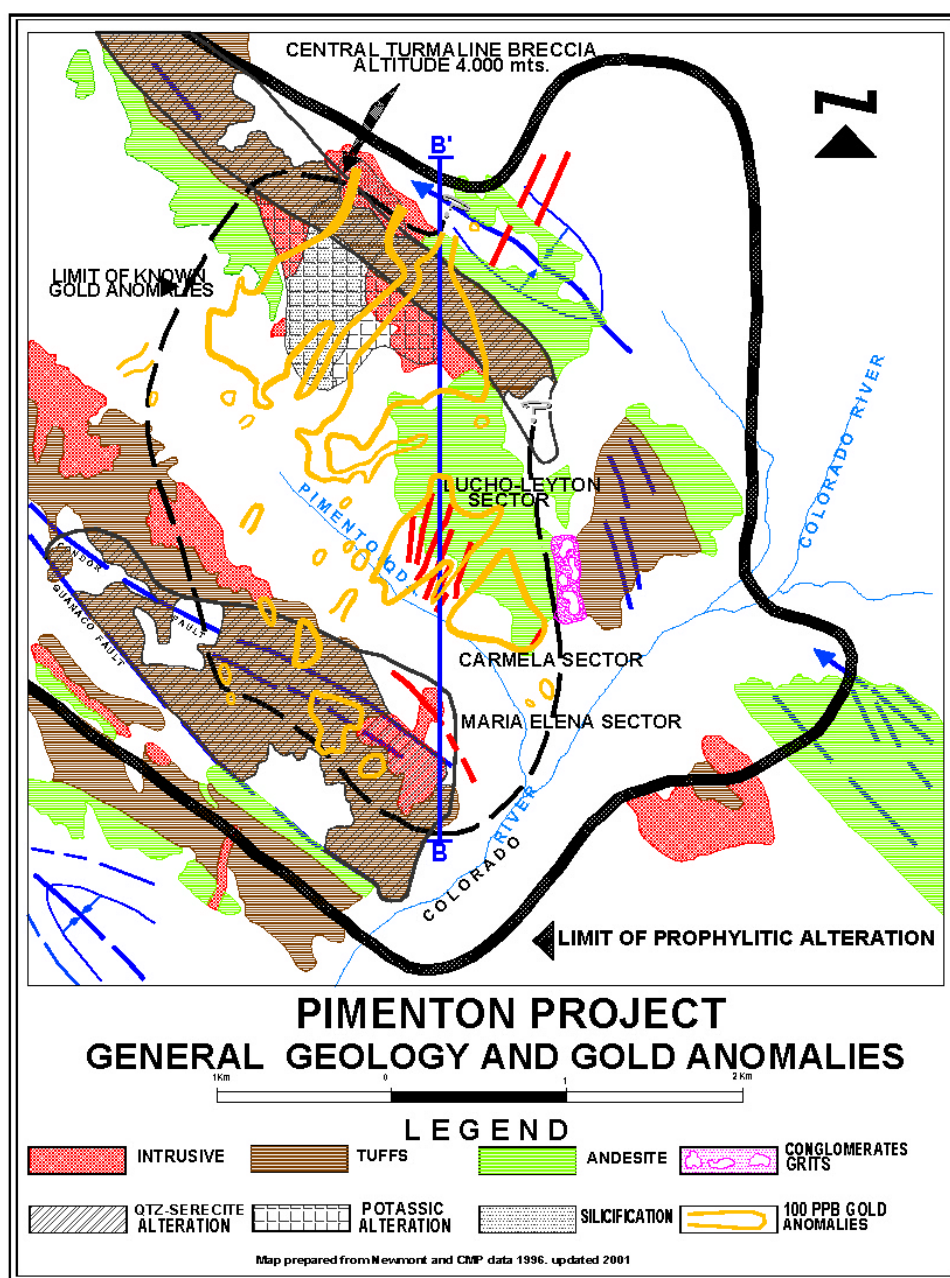 CENTRAL TURMALINE BRECCIA
ALTITUDE 4.000 mts.
N
B'
LIMIT OF KNOWN
GOLD ANOMALIES
COLORADO RIVER
LUCHO-LEYTON
SECTOR
PIMENTO QDA
CONDOR FAULT
GUANACO FAULT
CARMELA SECTOR
MARIA ELENA SECTOR
B
COLORADO RIVER
LIMIT OF PROPHYLITIC ALTERATION
PIMENTON PROJECT
GENERAL GEOLOGY AND GOLD ANOMALIES
1Km 0 1 2 Km
LEGEND
INTRUSIVE TUFFS ANDESITE CONGLOMERATES
GRITS
QTZ-SERECITE
ALTERATION
POTASSIC
ALTERATION
SILICIFICATION
100 PPB GOLD
ANOMALIES
Map prepared from Newmont and CMP data 1996. updated 2001